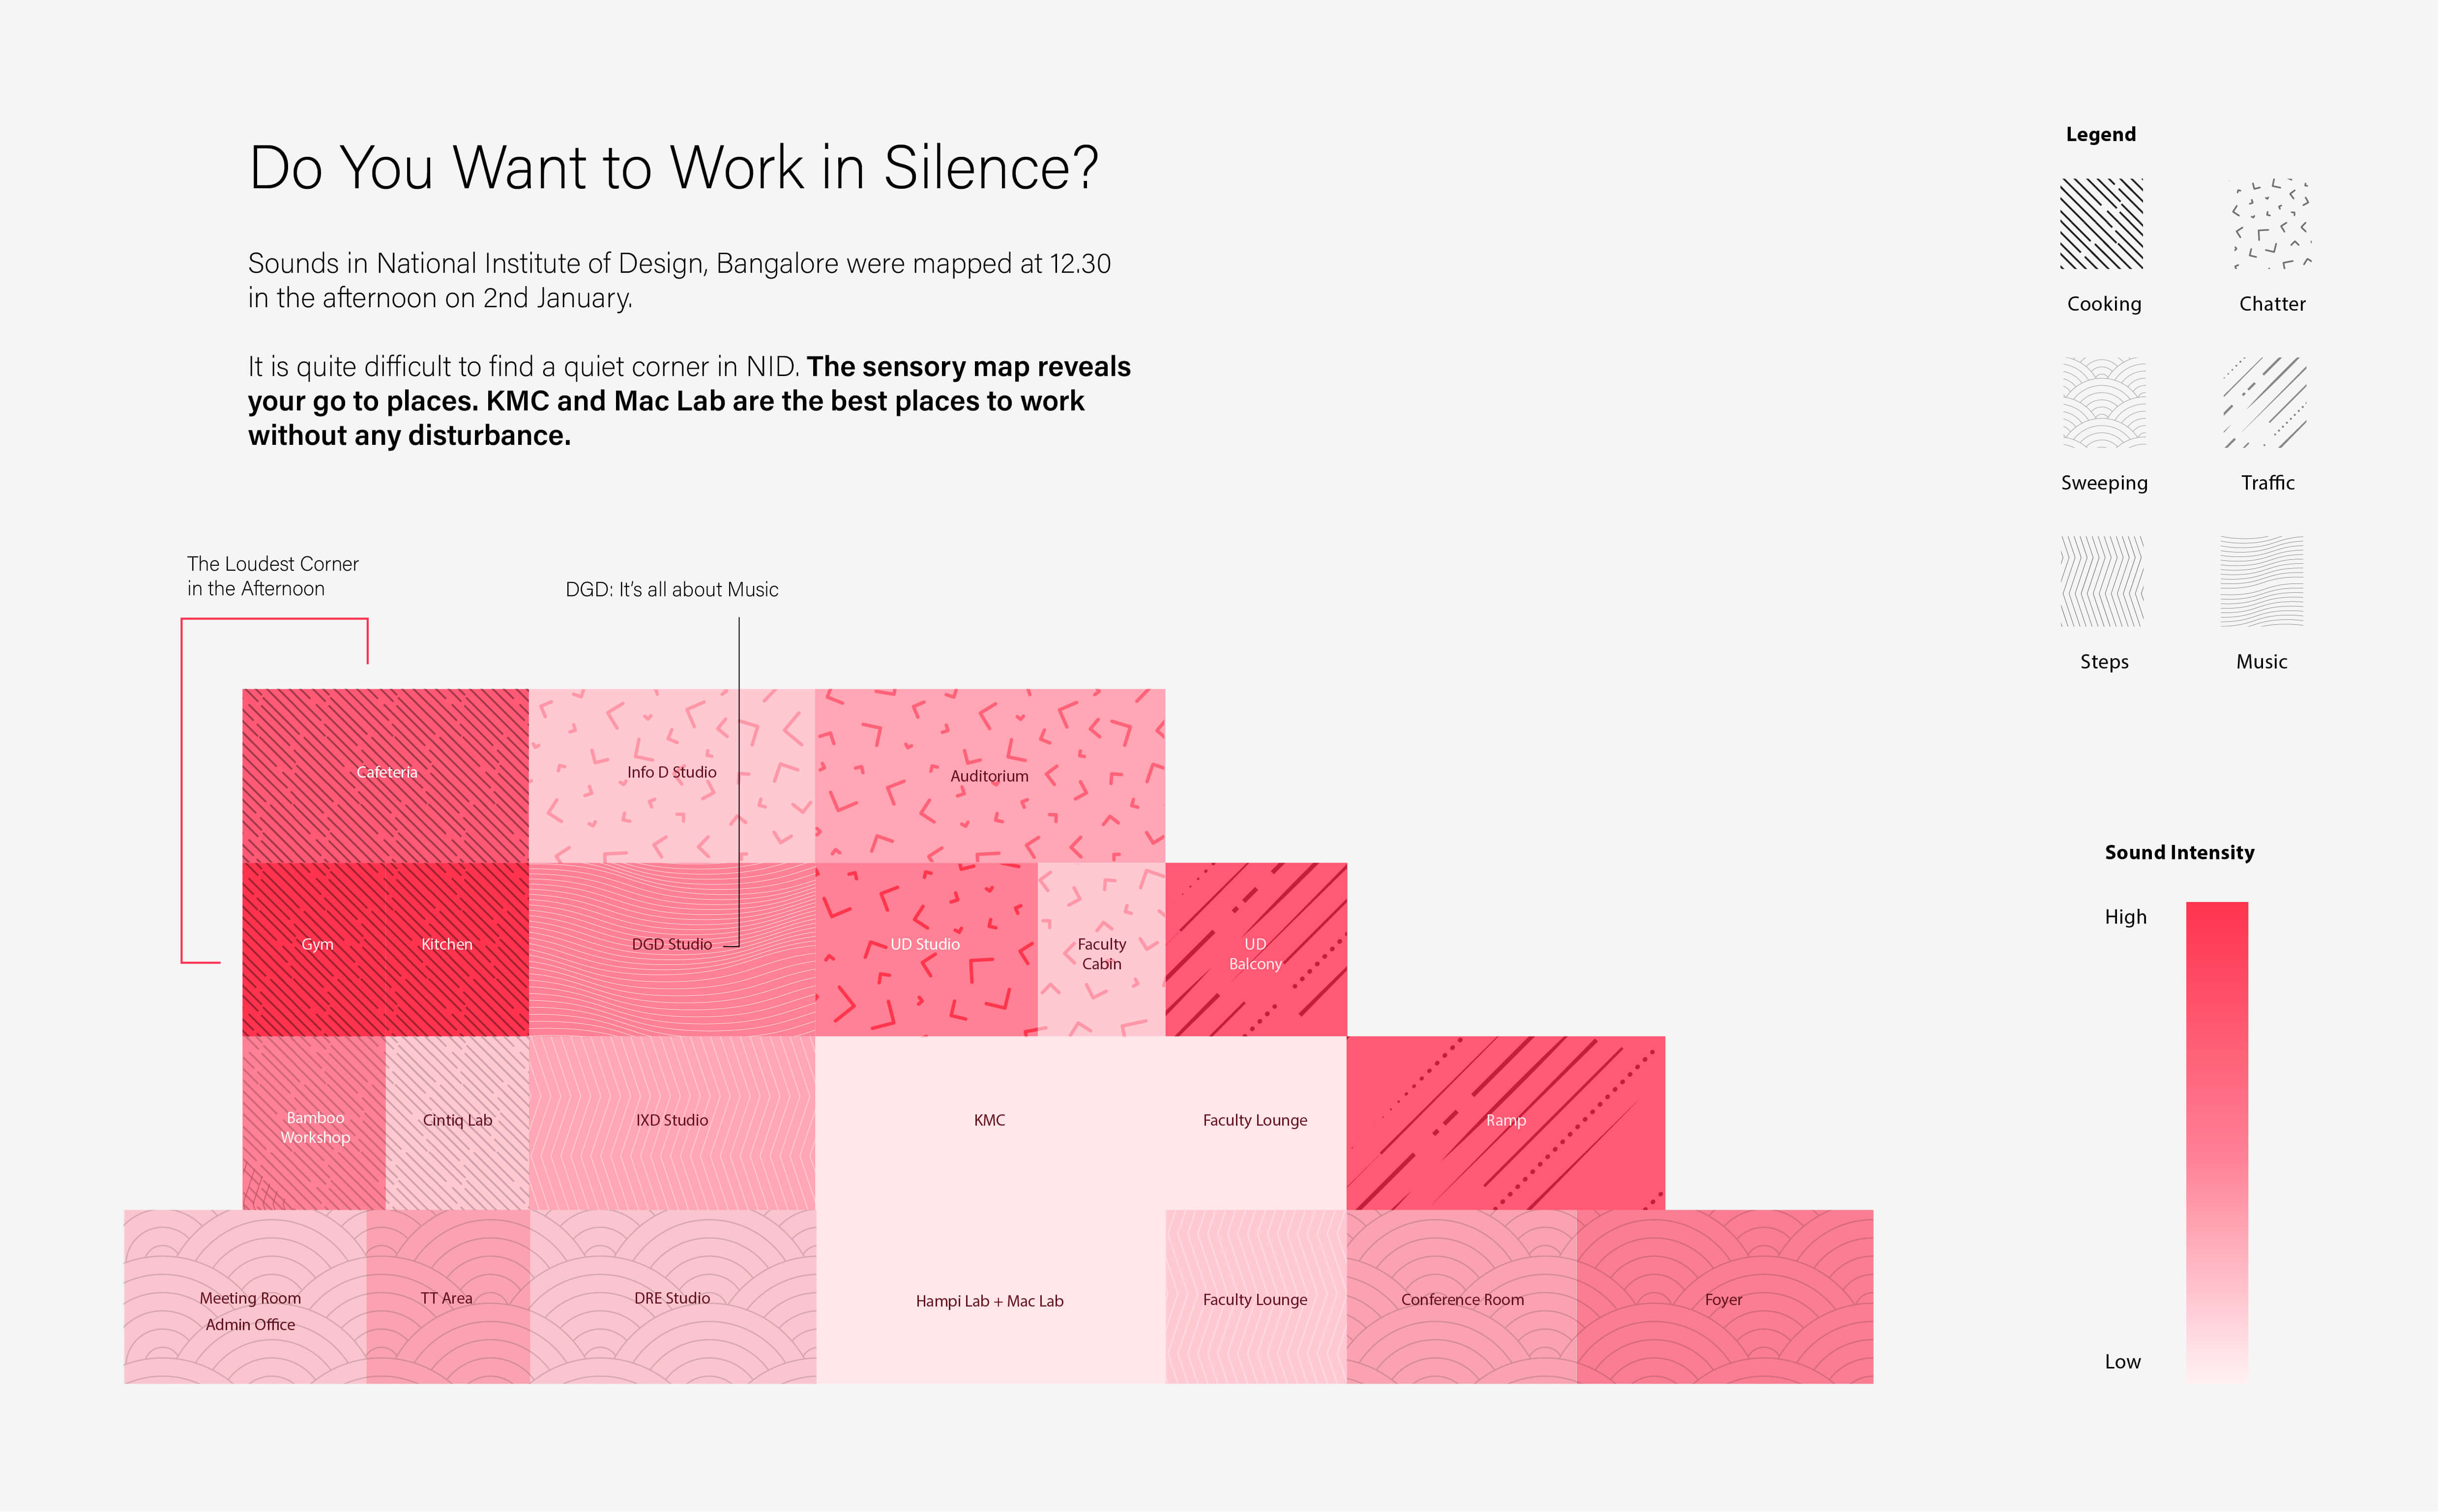 Do You Want to Work in Silence?
Sounds in National Institute of Design, Bangalore were mapped at 12.30
in the afternoon on 2nd January.
It is quite difficult to find a quiet corner in NID. The sensory map reveals
your go to places. KMC and Mac Lab are the best places to work
without any disturbance.
Legend
Cooking
Chatter
Sweeping
Traffic
Steps
Music
The Loudest Corner
in the Afternoon
DGD: It’s all about Music
Cafeteria
Info D Studio
Auditorium
Gym
Kitchen
DGD Studio
UD Studio
Faculty
Cabin
UD
Balcony
Bamboo
Workshop
Cintiq Lab
IXD Studio
KMC
Faculty Lounge
Ramp
Meeting Room
Admin Office
TT Area
DRE Studio
Hampi Lab + Mac Lab
Faculty Lounge
Conference Room
Foyer
Sound Intensity
High
Low